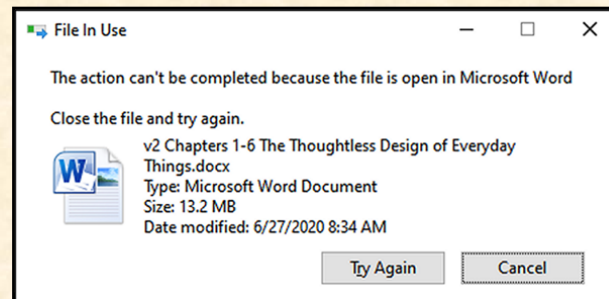 File In Use
The action can't be completed because the file is open in Microsoft Word
Close the file and try again.
v2 Chapters 1-6 The Thoughtless Design of Everyday
Things.docx
Type: Microsoft Word Document
Size: 13.2 MB
Date modified: 6/27/2020 8:34 AM
Try Again Cancel